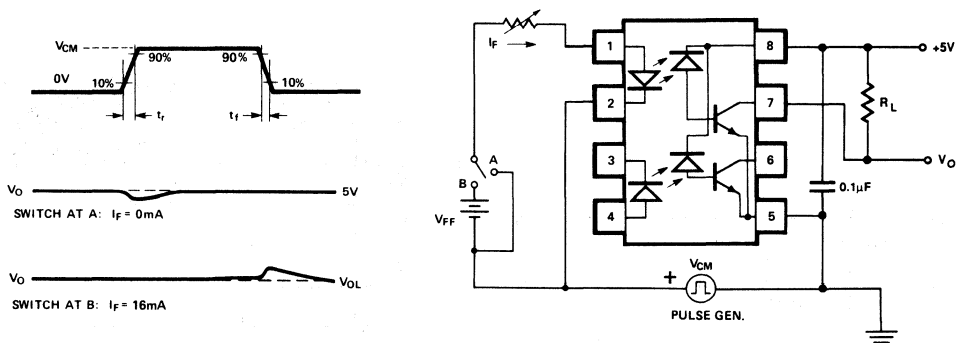 VCM
0V
10%
90%
90%
10%
tr
tf
VO
5V
SWITCH AT A: IF = 0mA
VO
VOL
SWITCH AT B: IF = 16mA
IF
A
B
VFF
1
2
3
4
8
7
6
5
+5V
RL
VO
0.1μF
+
VCM
PULSE GEN.